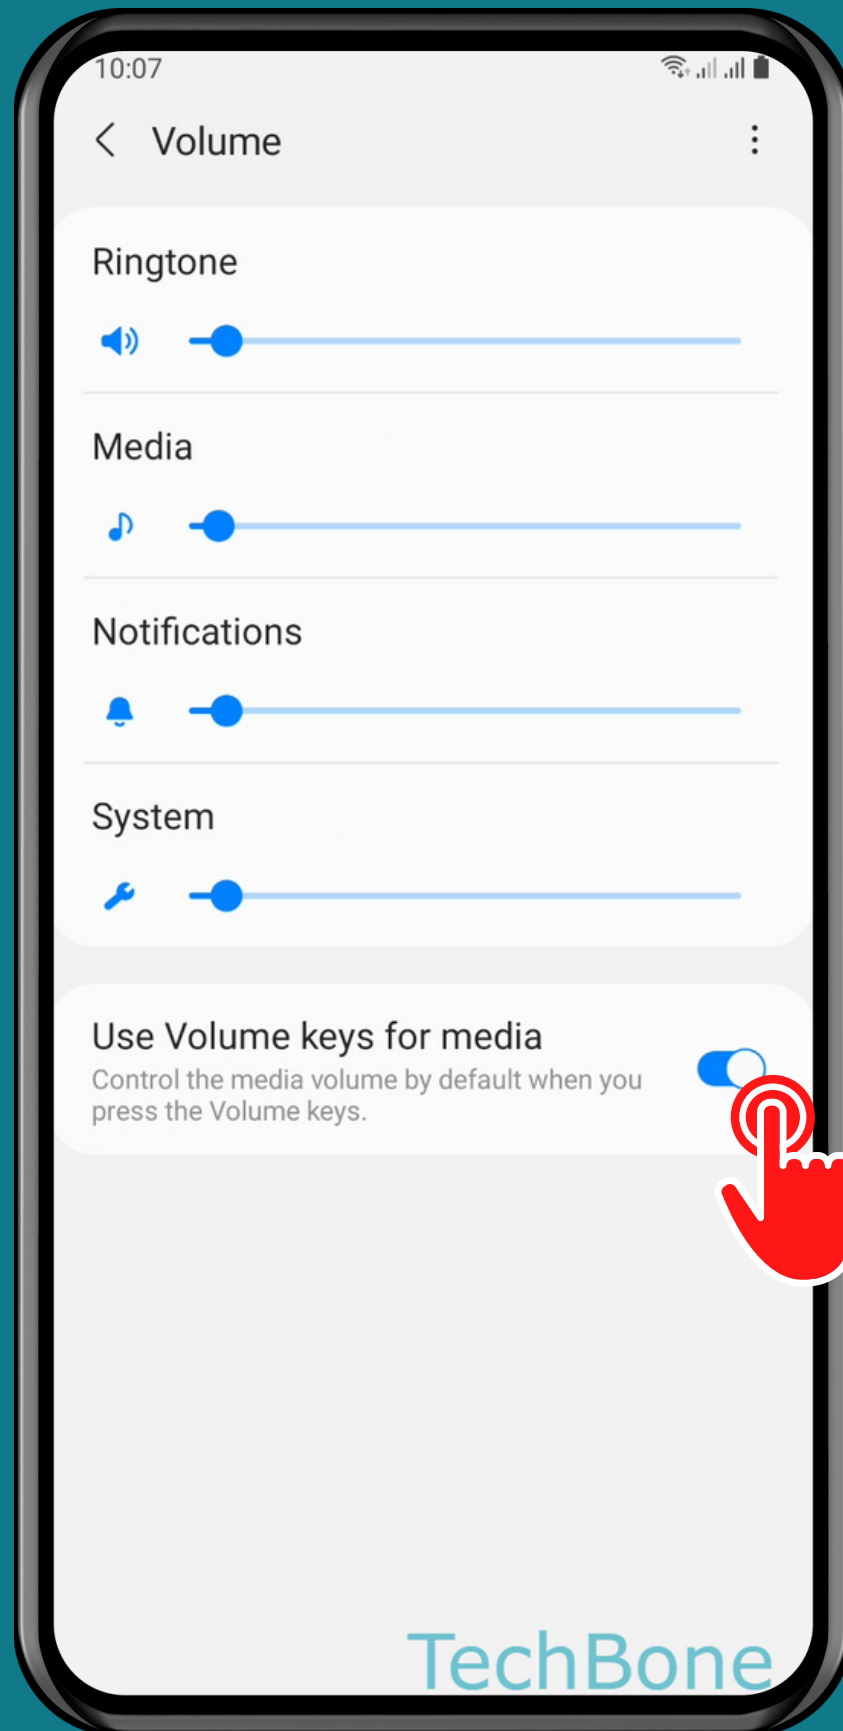 10:07
Volume
Ringtone
Media
Notifications
System
Use Volume keys for media
Control the media volume by default when you
press the Volume keys.
TechBone